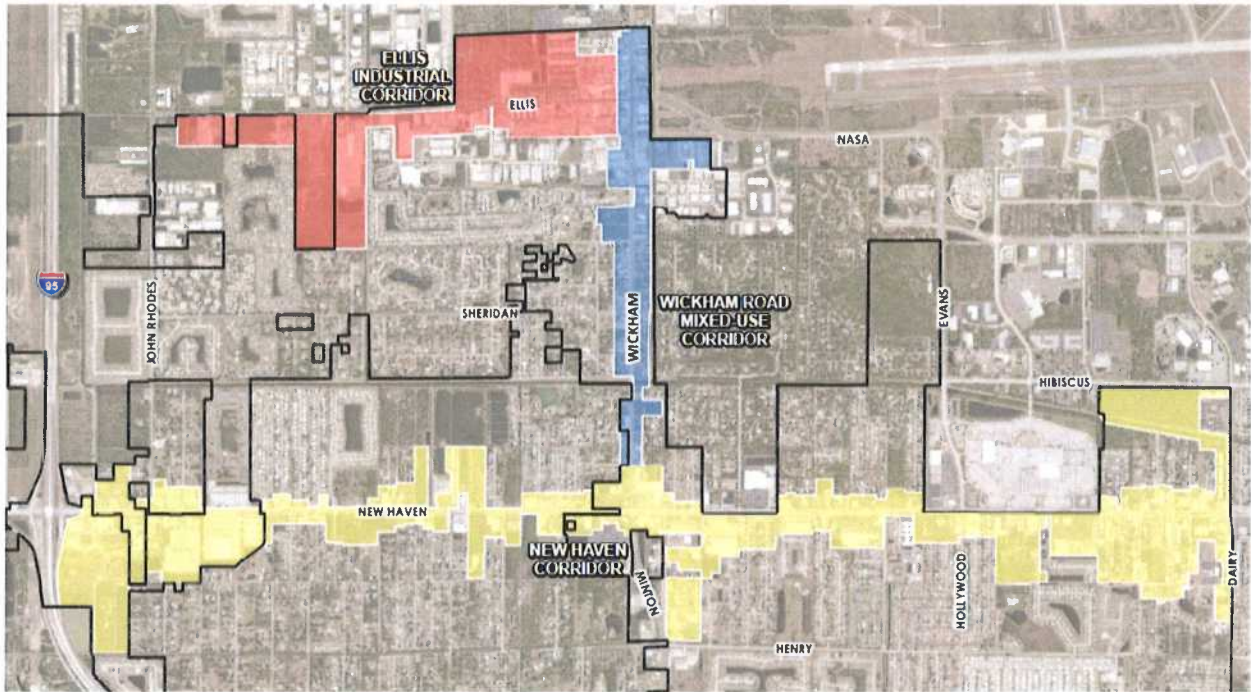 ELLIS
INDUSTRIAL
CORRIDOR
ELLIS
NASA
95
JOHN RHODES
SHERIDAN
WICKHAM
WICKHAM ROAD
MIXED-USE
CORRIDOR
EVANS
HIBISCUS
NEW HAVEN
NEW HAVEN
CORRIDOR
MINTON
HOLLYWOOD
DAIRY
HENRY